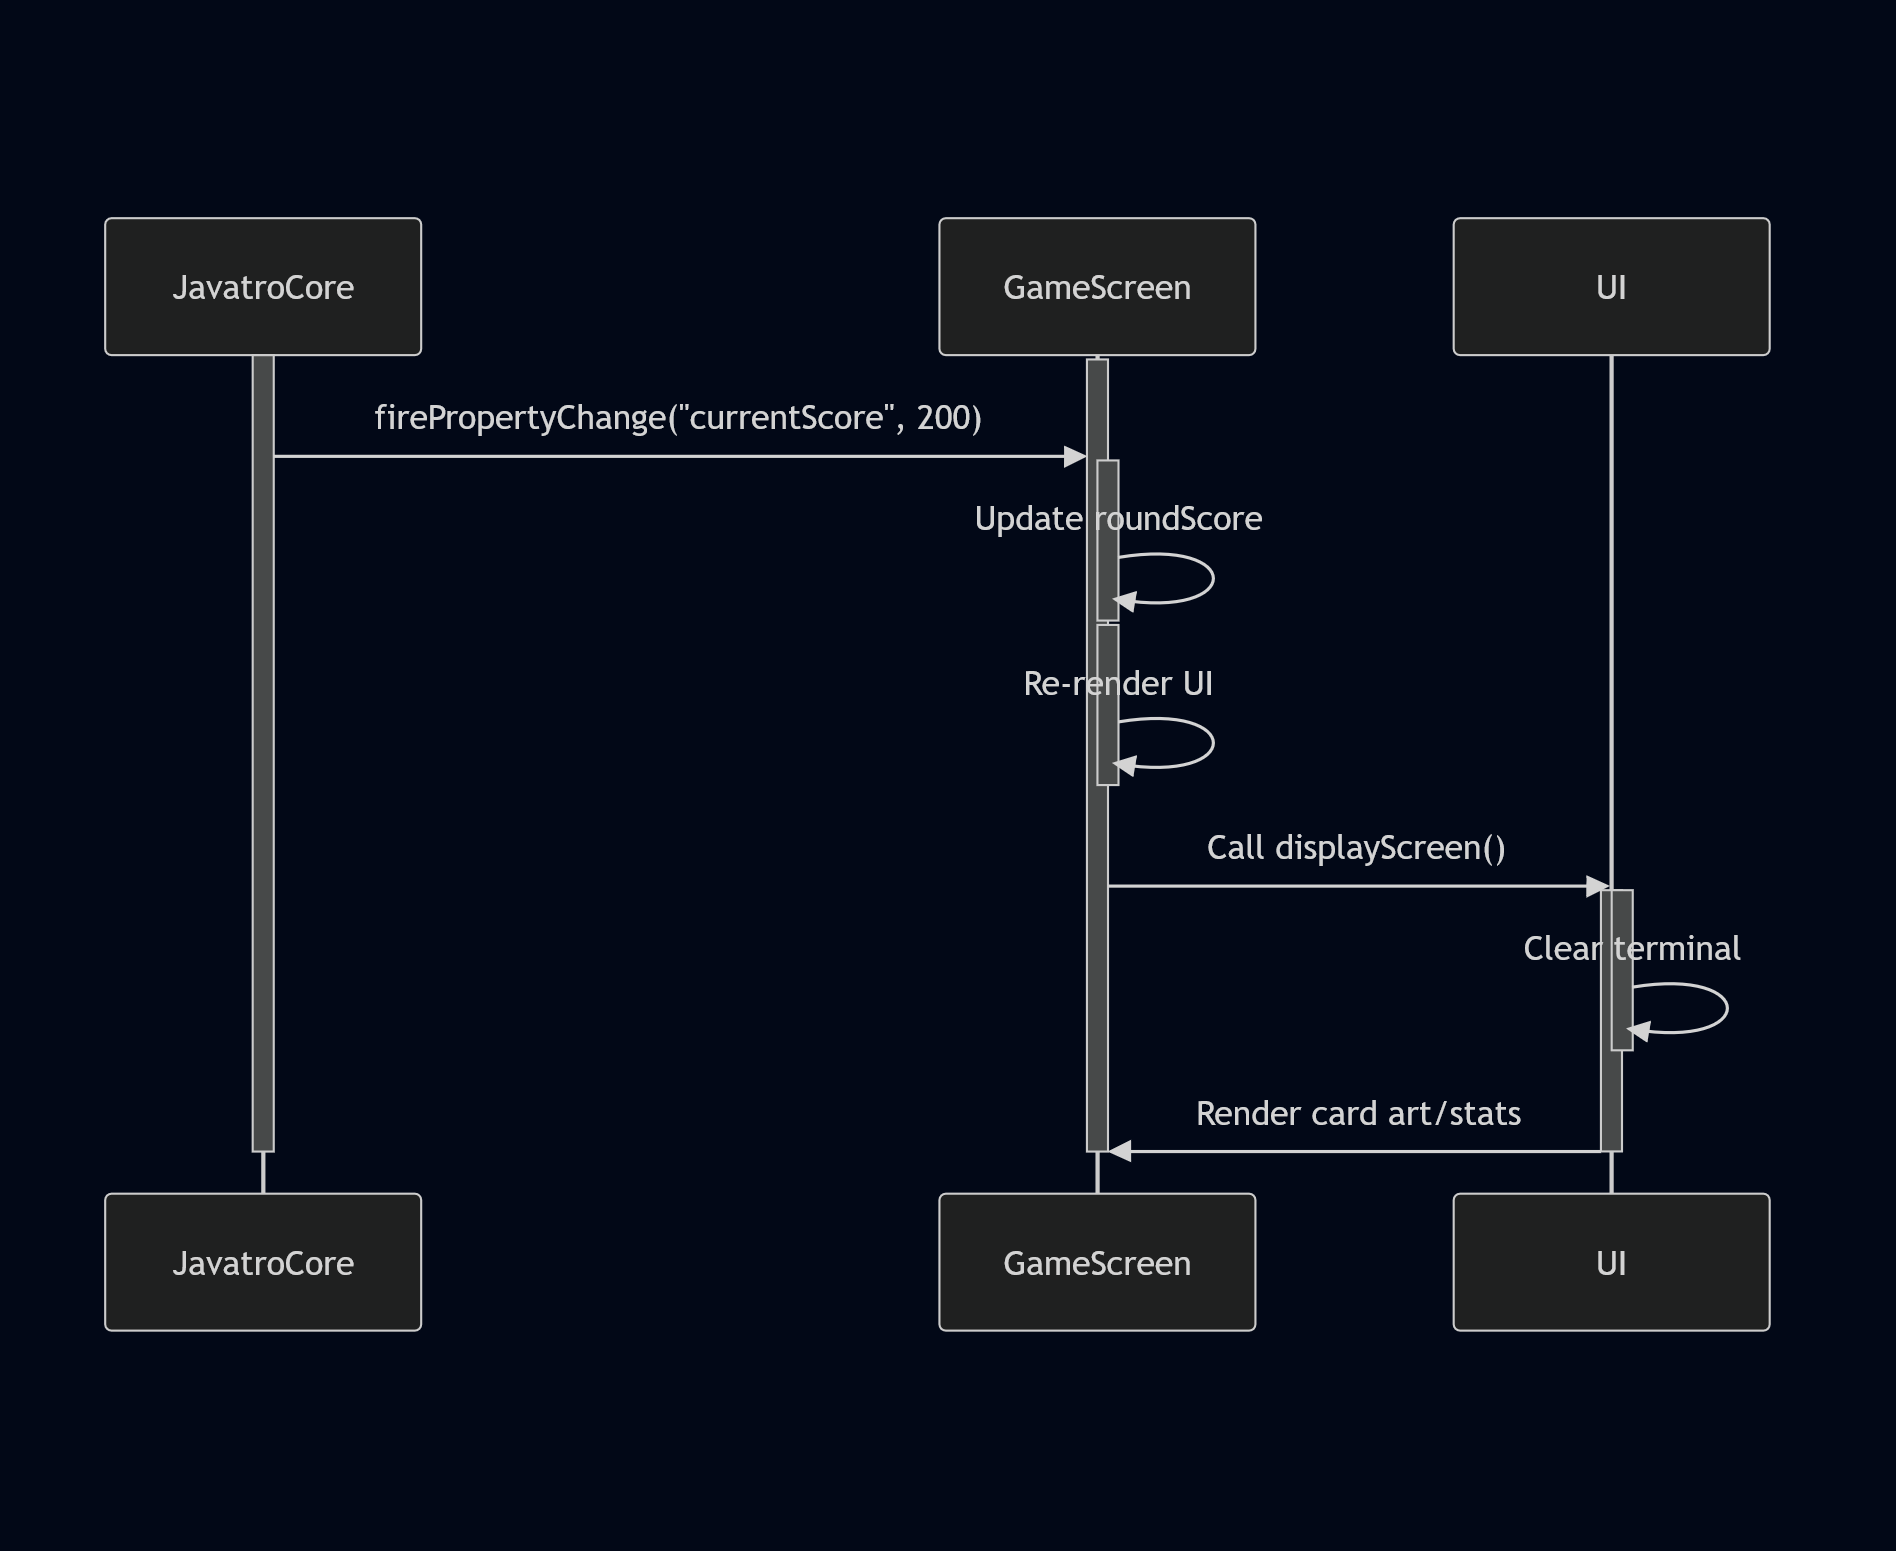 JavatroCore
GameScreen
UI
firePropertyChange("currentScore", 200)
Update roundScore
Re-render UI
Call displayScreen()
Clear terminal
Render card art/stats
JavatroCore
GameScreen
UI